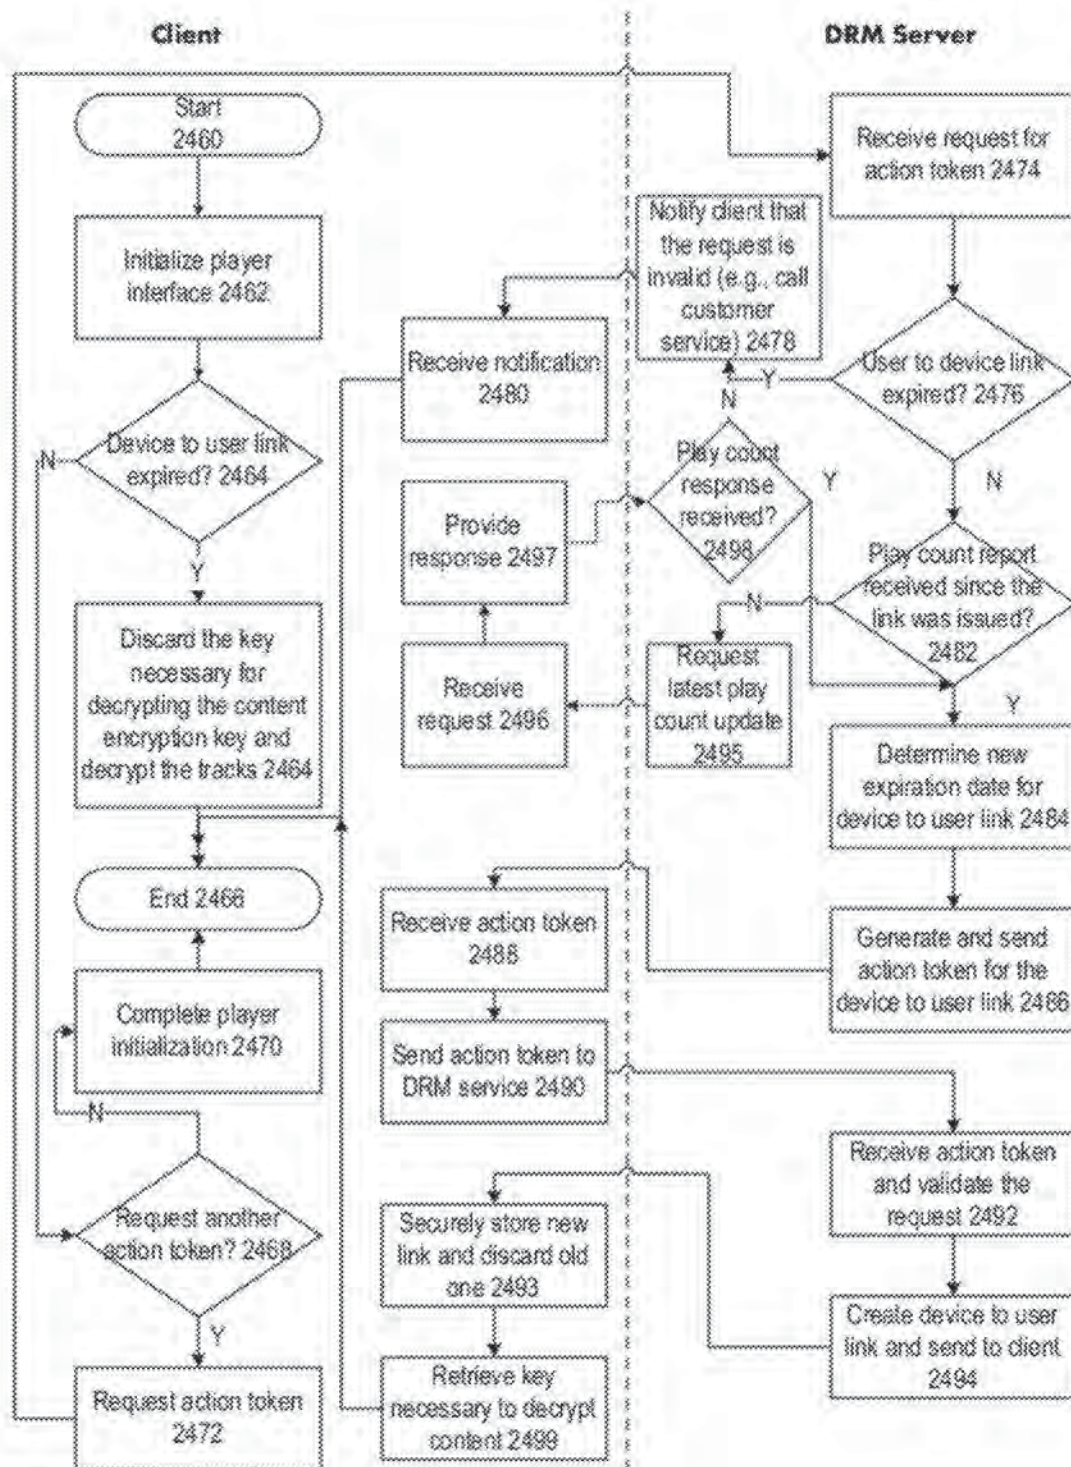 Client
DRM Server
Start
2460
Initialize player
interface 2462
Device to user link
expired? 2464
N
Y
Discard the key
necessary for
decrypting the content
encryption key and
decrypt the tracks 2464
End 2466
Complete player
initialization 2470
N
Request another
action token? 2468
Y
Request action token
2472
Receive notification
2480
Provide
response 2497
Receive
request 2496
Receive action token
2488
Send action token to
DRM service 2490
Securely store new
link and discard old
one 2493
Retrieve key
necessary to decrypt
content 2499
Notify client that
the request is
invalid (e.g., call
customer
service) 2478
N
Play count
response
received?
2498
Y
N
Request
latest play
count update
2495
Receive request for
action token 2474
User to device link
expired? 2476
Y
N
Play count report
received since the
link was issued?
2482
Y
Determine new
expiration date for
device to user link 2484
Generate and send
action token for the
device to user link 2486
Receive action token
and validate the
request 2492
Create device to user
link and send to client
2494